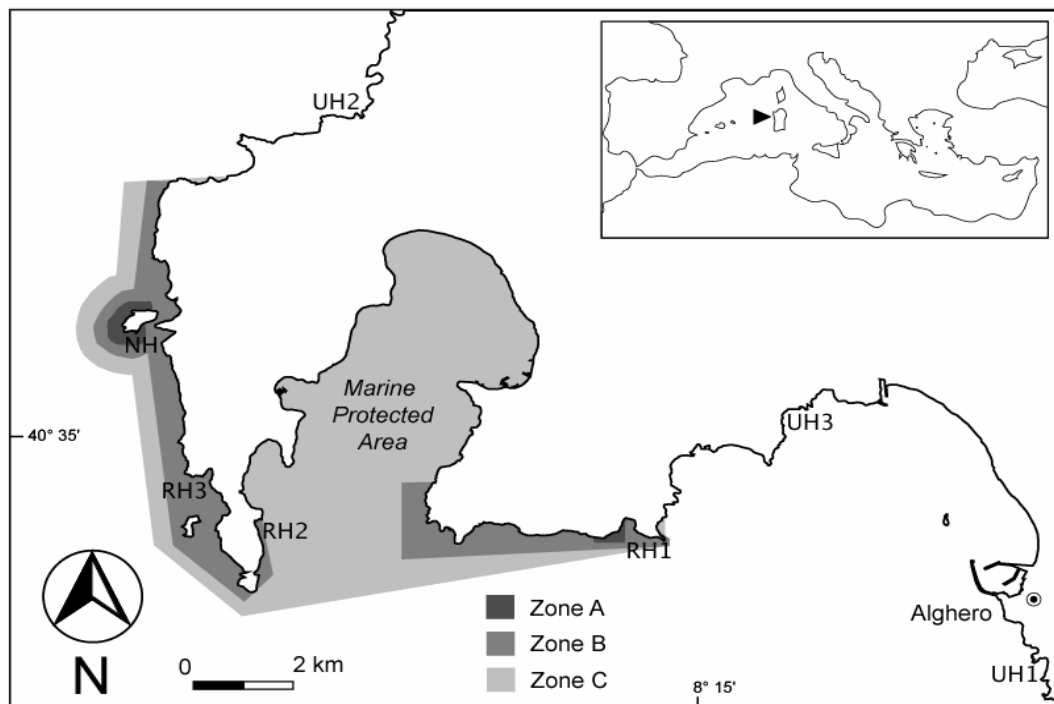 UH2
NH
Marine
Protected
Area
UH3
40° 35'
RH3
RH2
RH1
Zone A
Zone B
Zone C
Alghero
N
0 2 km
8° 15'
UH1